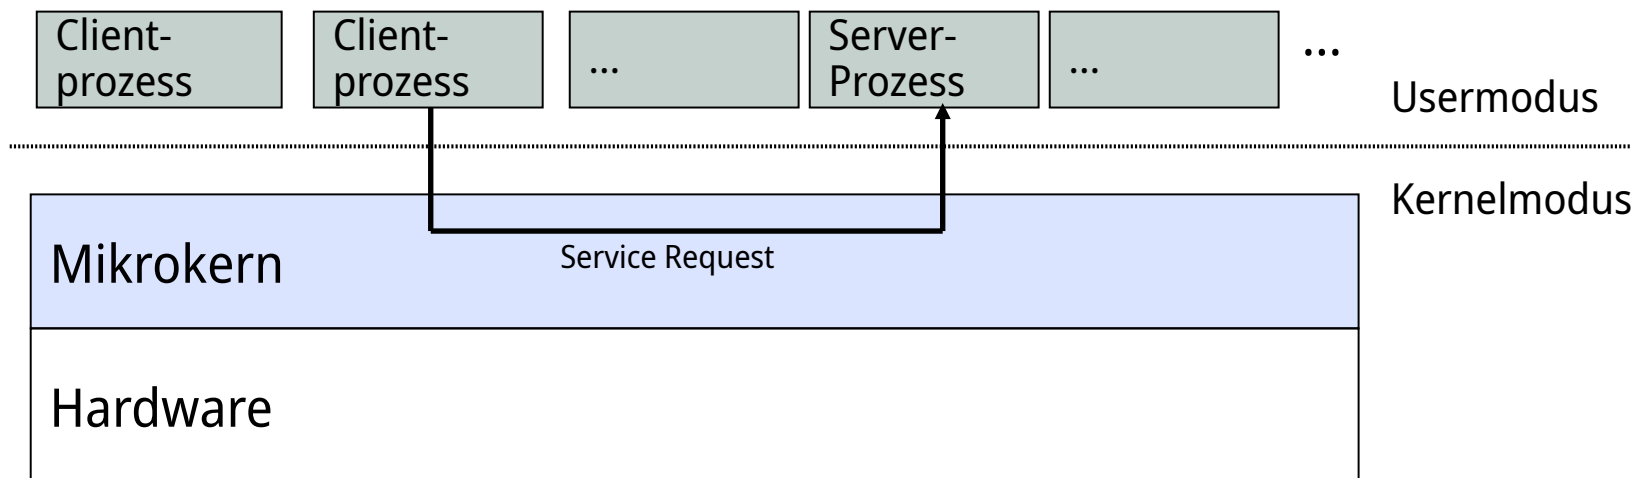 Client-
prozess
Client-
prozess
...
Server-
Prozess
...
...
Usermodus
Kernelmodus
Mikrokern
Service Request
Hardware